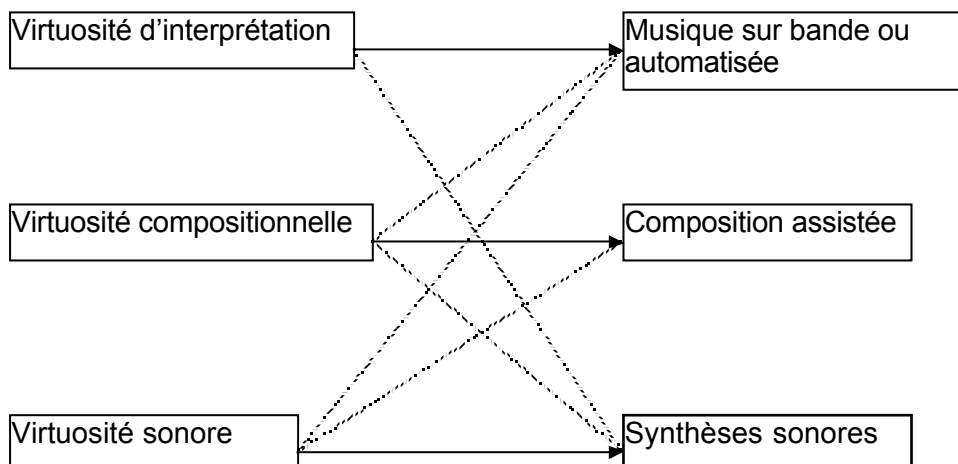 Virtuosité d’interprétation
Musique sur bande ou
automatisée
Virtuosité compositionnelle
Composition assistée
Virtuosité sonore
Synthèses sonores